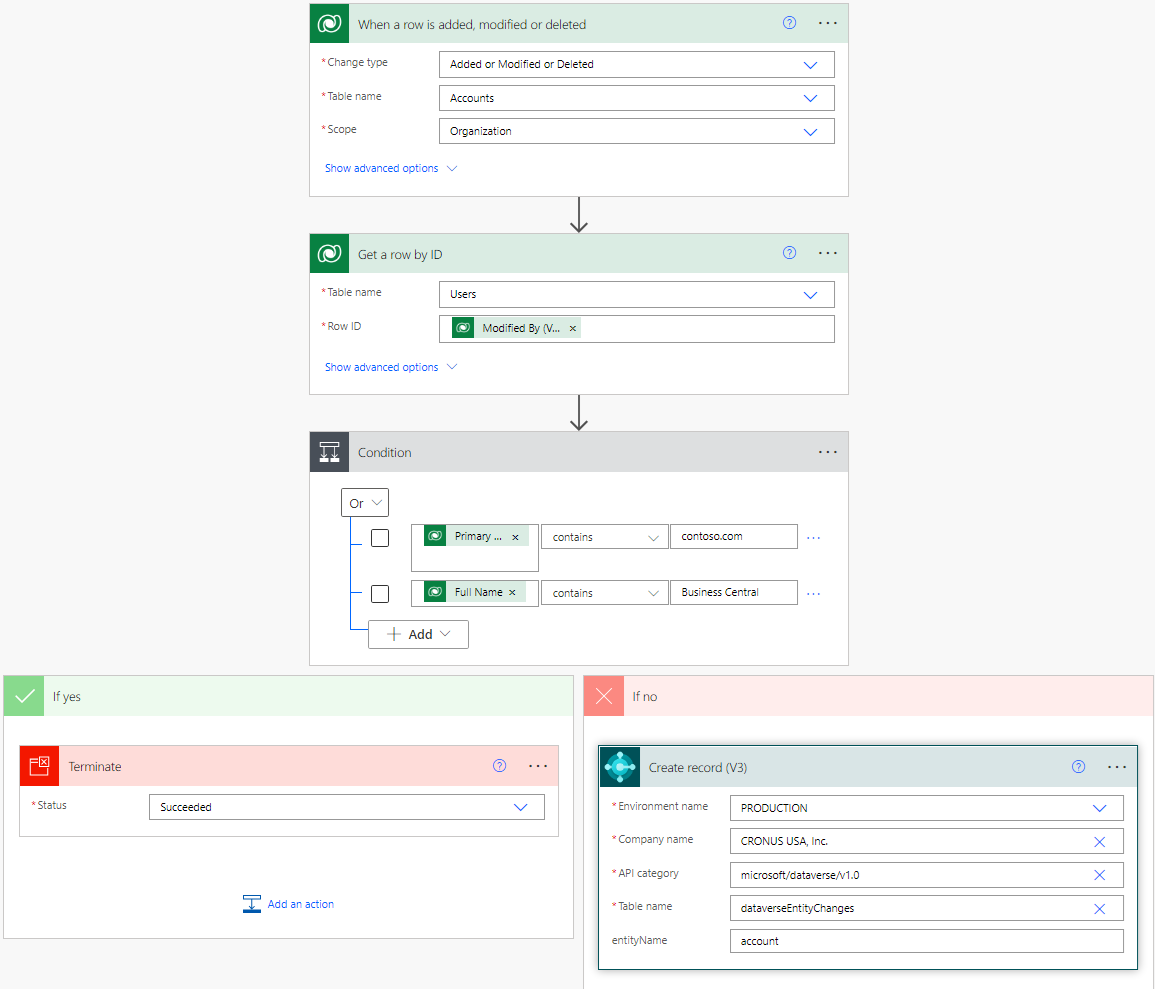 When a row is added, modified or deleted
* Change type
Added or Modified or Deleted
* Table name
Accounts
* Scope
Organization
Show advanced options
Get a row by ID
* Table name
Users
* Row ID
Modified By (V... ×
Show advanced options
Condition
Or
Primary ... × contains contoso.com
Full Name × contains Business Central
+ Add
If yes
Terminate
* Status
Succeeded
Add an action
If no
Create record (V3)
* Environment name
PRODUCTION
* Company name
CRONUS USA, Inc.
* API category
microsoft/dataverse/v1.0
* Table name
dataverseEntityChanges
entityName
account